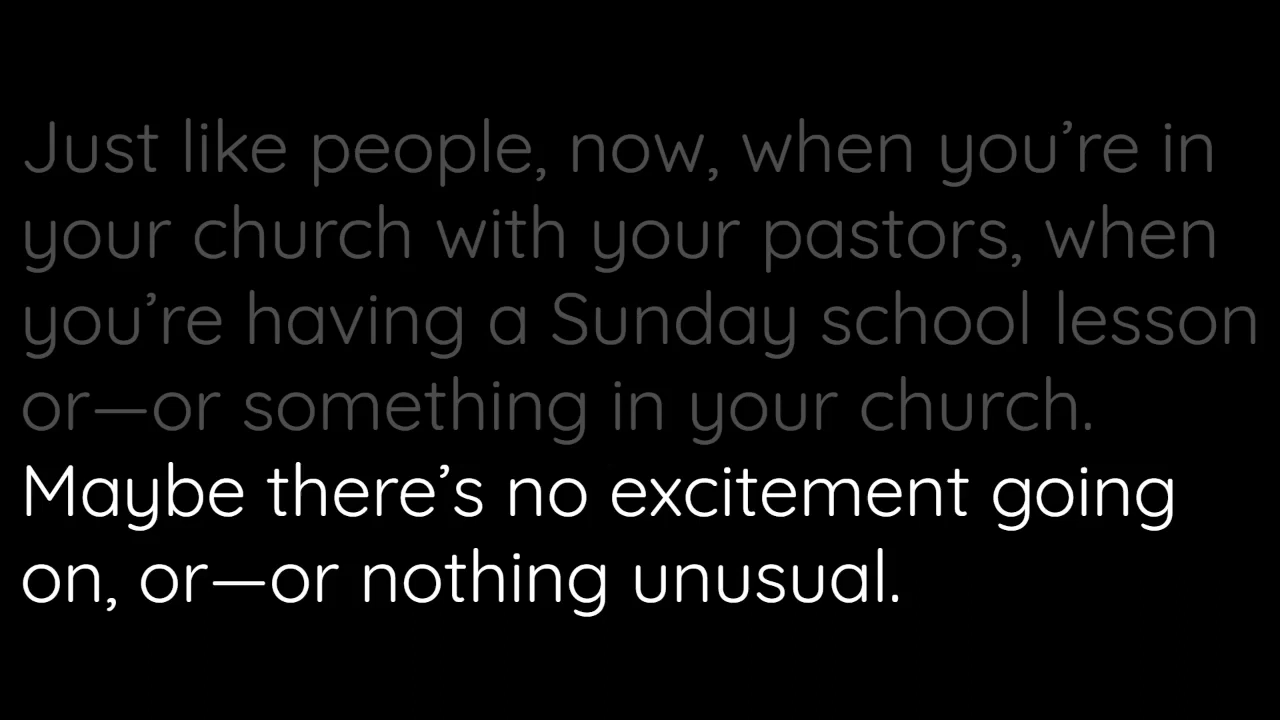 Just like people, now, when you’re in
your church with your pastors, when
you’re having a Sunday school lesson
or—or something in your church.
Maybe there’s no excitement going
on, or—or nothing unusual.